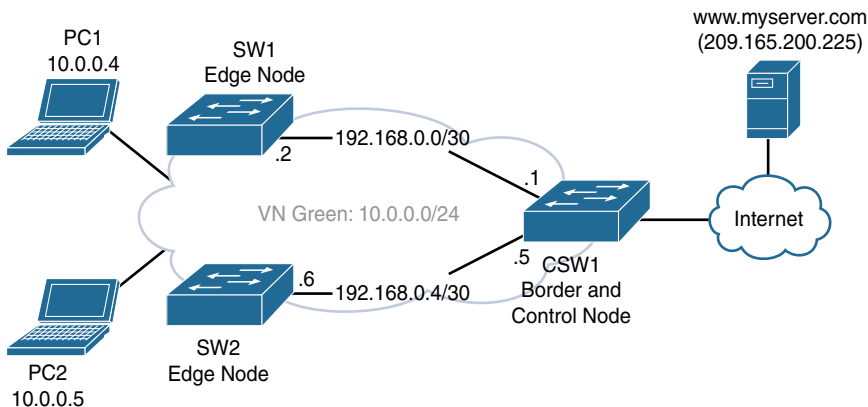 www.myserver.com
(209.165.200.225)
PC1
10.0.0.4
SW1
Edge Node
.2
192.168.0.0/30
.1
VN Green: 10.0.0.0/24
Internet
.5
CSW1
Border and
Control Node
.6
192.168.0.4/30
SW2
Edge Node
PC2
10.0.0.5